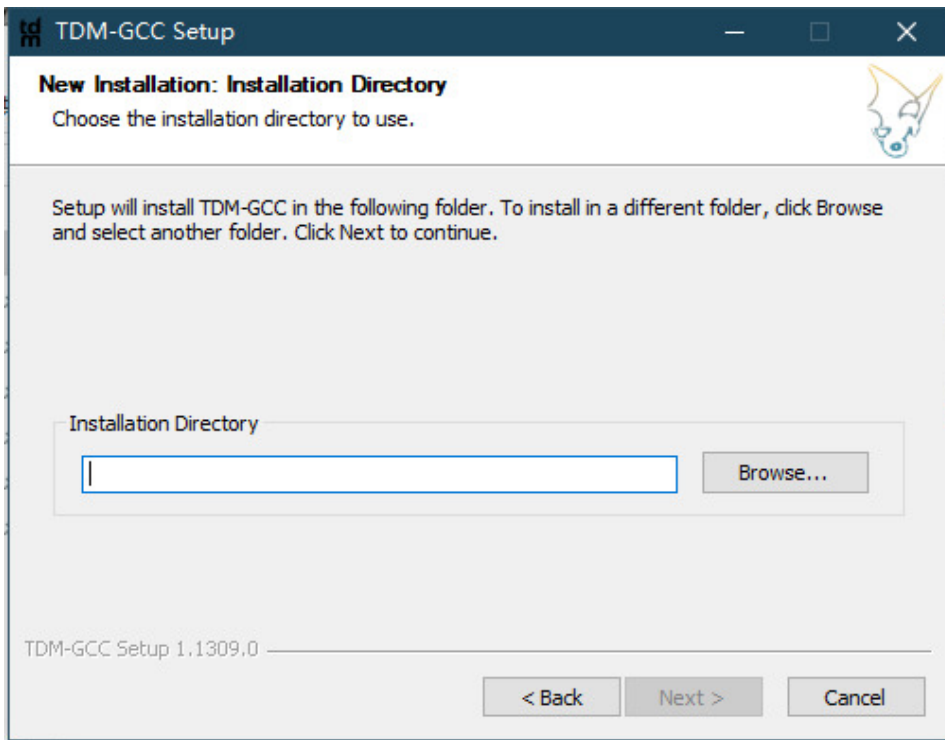 tdm TDM-GCC Setup
New Installation: Installation Directory
Choose the installation directory to use.
Setup will install TDM-GCC in the following folder. To install in a different folder, click Browse
and select another folder. Click Next to continue.
Installation Directory
Browse...
TDM-GCC Setup 1.1309.0
< Back Next > Cancel